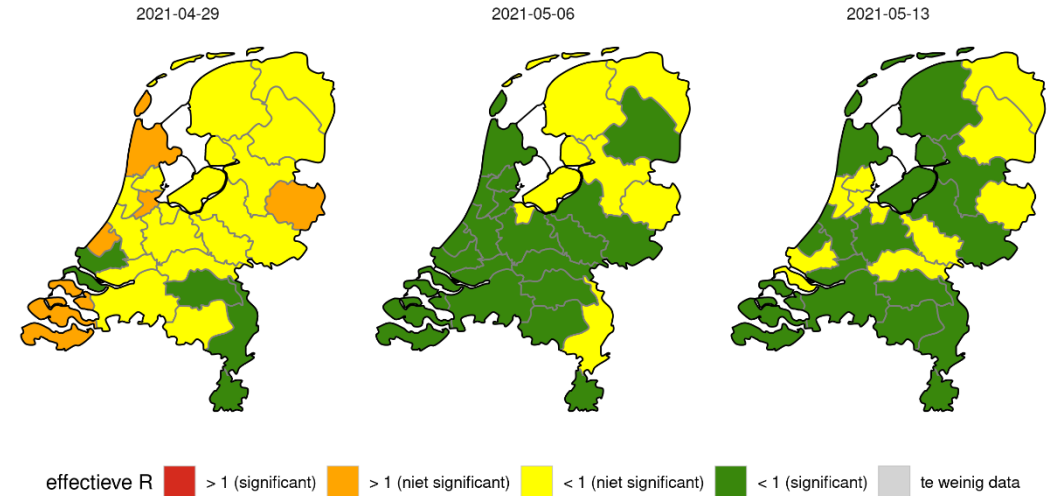 2021-04-29 2021-05-06 2021-05-13
effectieve R > 1 (significant) > 1 (niet significant) < 1 (niet significant) < 1 (significant) te weinig data